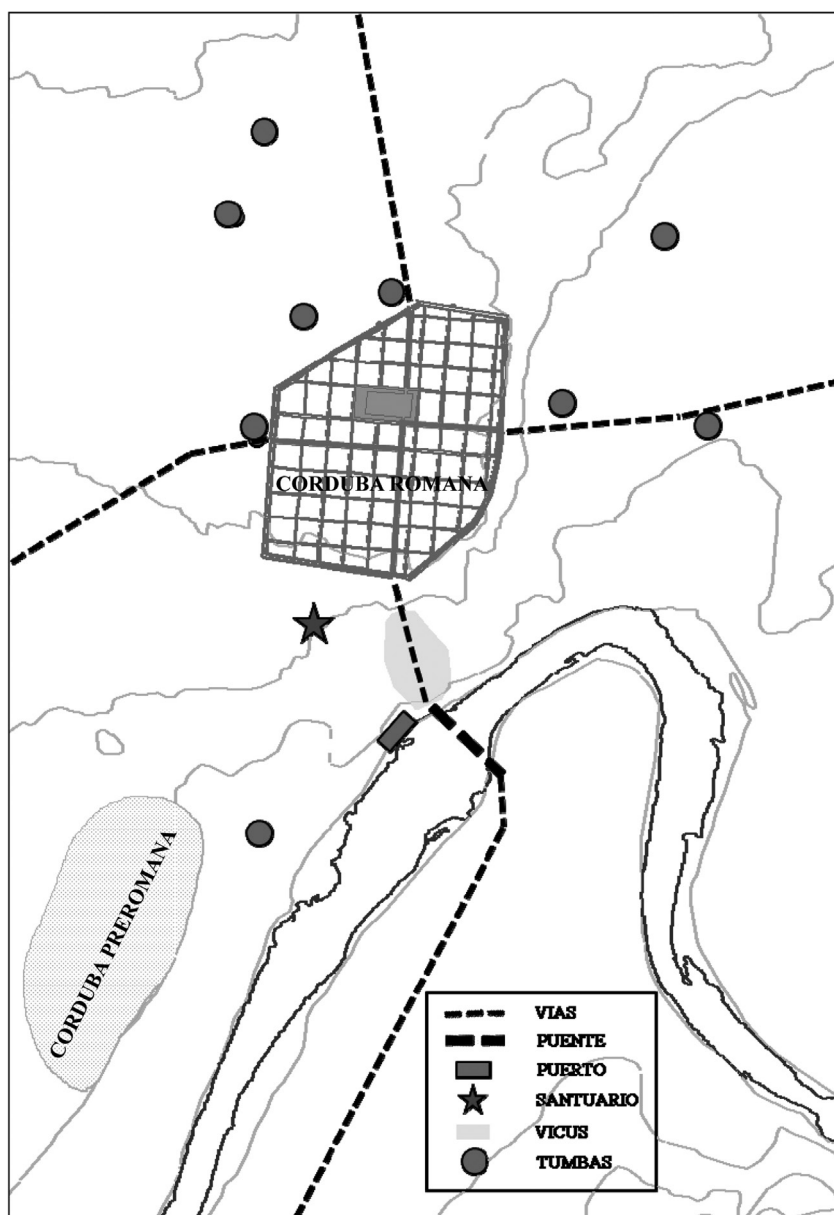 CORDUBA ROMANA
CORDUBA PREROMANA
VIAS
PUENTE
PUERTO
SANTUARIO
VICUS
TUMBAS